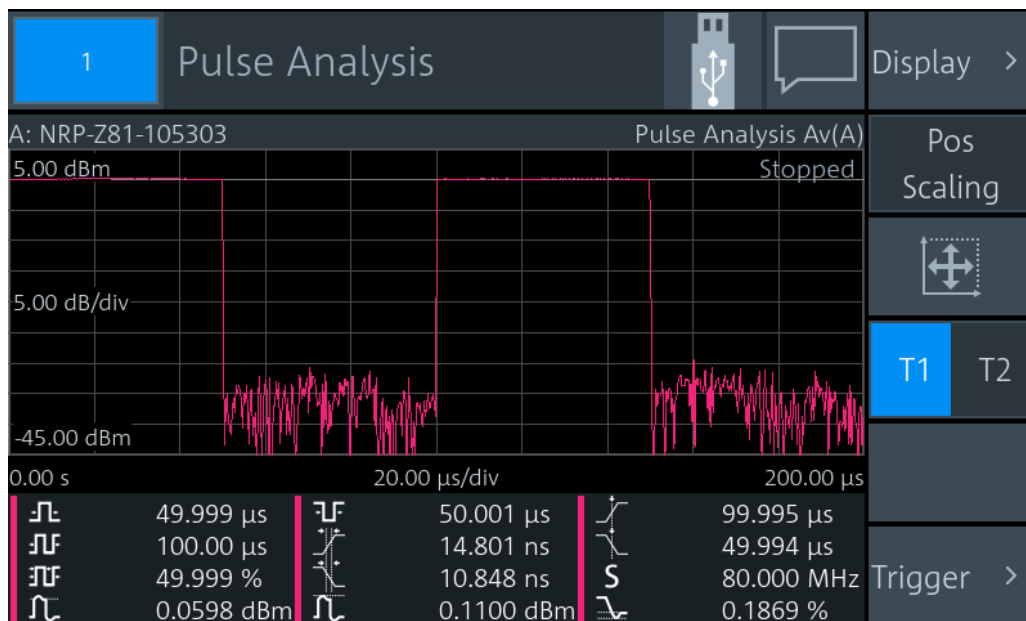 1
Pulse Analysis
Display >
A: NRP-Z81-105303
Pulse Analysis Av(A)
Pos
Scaling
5.00 dBm
Stopped
5.00 dB/div
T1 T2
-45.00 dBm
0.00 s
20.00 µs/div
200.00 µs
49.999 µs
50.001 µs
99.995 µs
100.00 µs
14.801 ns
49.994 µs
49.999 %
10.848 ns
S
80.000 MHz
Trigger >
0.0598 dBm
0.1100 dBm
0.1869 %